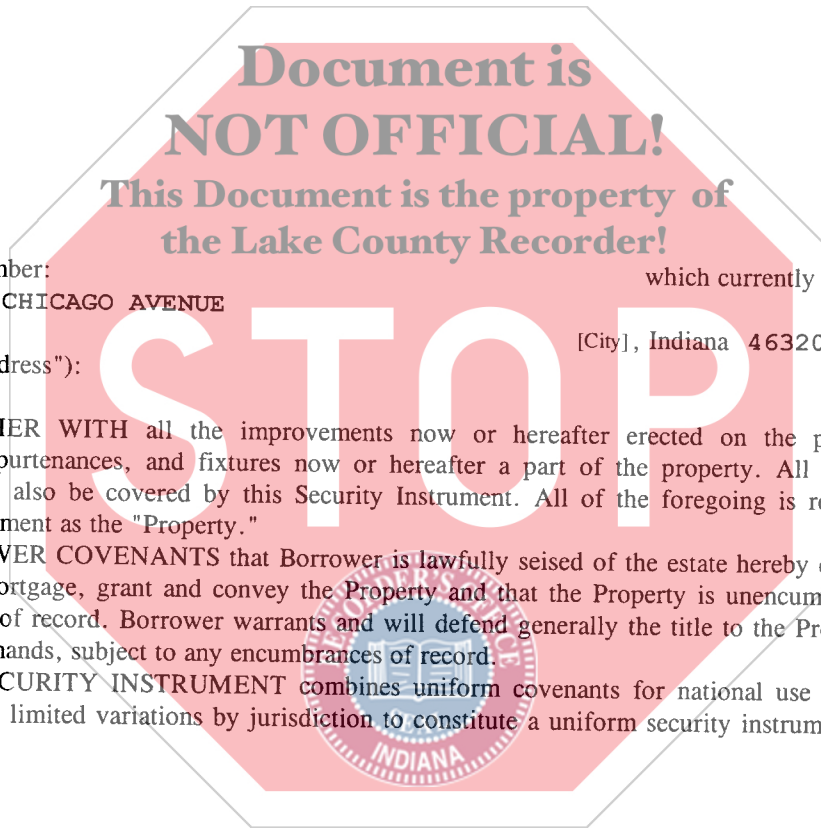 Document is
NOT OFFICIAL!
This Document is the property of
the Lake County Recorder!
nber:
which currently
CHICAGO AVENUE
[City], Indiana 46320
dress"):
STOP
IER WITH all the improvements now or hereafter erected on the p
purtenances, and fixtures now or hereafter a part of the property. All
also be covered by this Security Instrument. All of the foregoing is re
ment as the "Property."
WER COVENANTS that Borrower is lawfully seised of the estate hereby
ortgage, grant and convey the Property and that the Property is unencum
of record. Borrower warrants and will defend generally the title to the Pr
nands, subject to any encumbrances of record.
CURITY INSTRUMENT combines uniform covenants for national use
limited variations by jurisdiction to constitute a uniform security instrum
RECORDER'S OFFICE
INDIANA